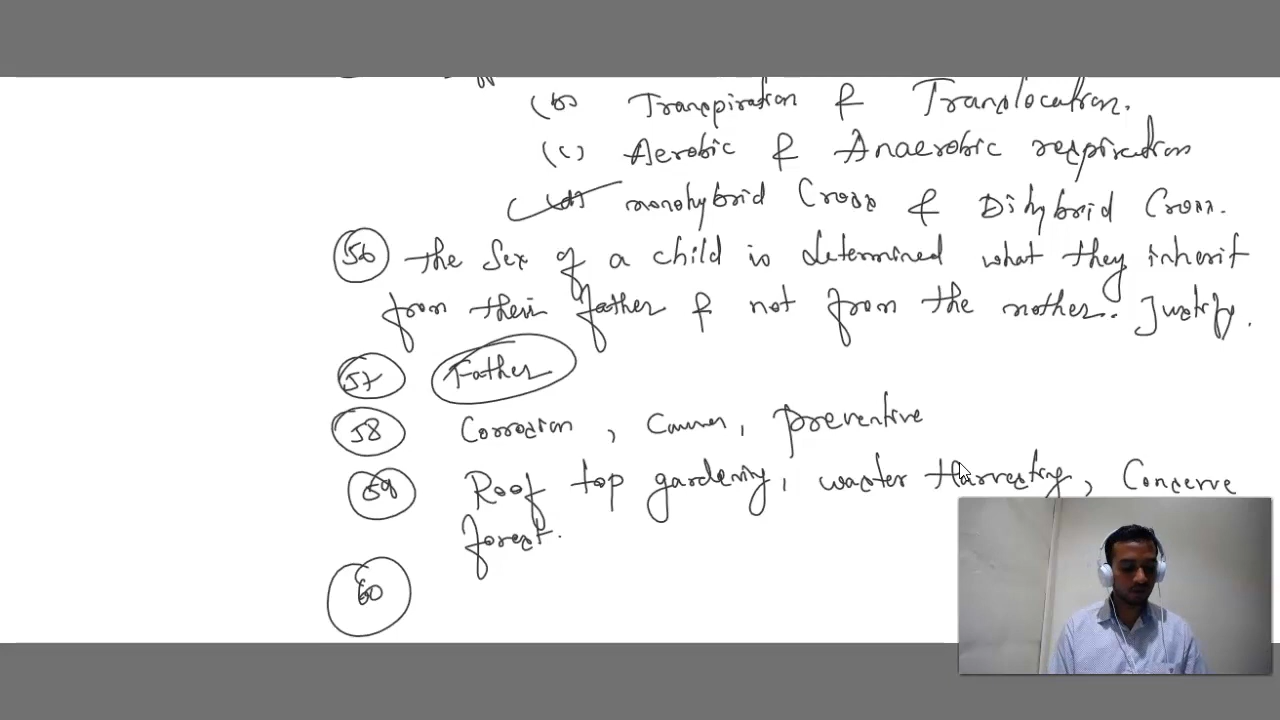 (b) Transpiration & Translocation.
(c) Aerobic & Anaerobic respiration
(d) monohybrid Cross & Dihybrid Cross.
56 the Sex of a child is determined what they inherit
from their father & not from the mother. Justify.
57 Father
58 Corrosion, Causes, preventive
59 Roof top gardening, water Harvesting, Conserve
forest.
60